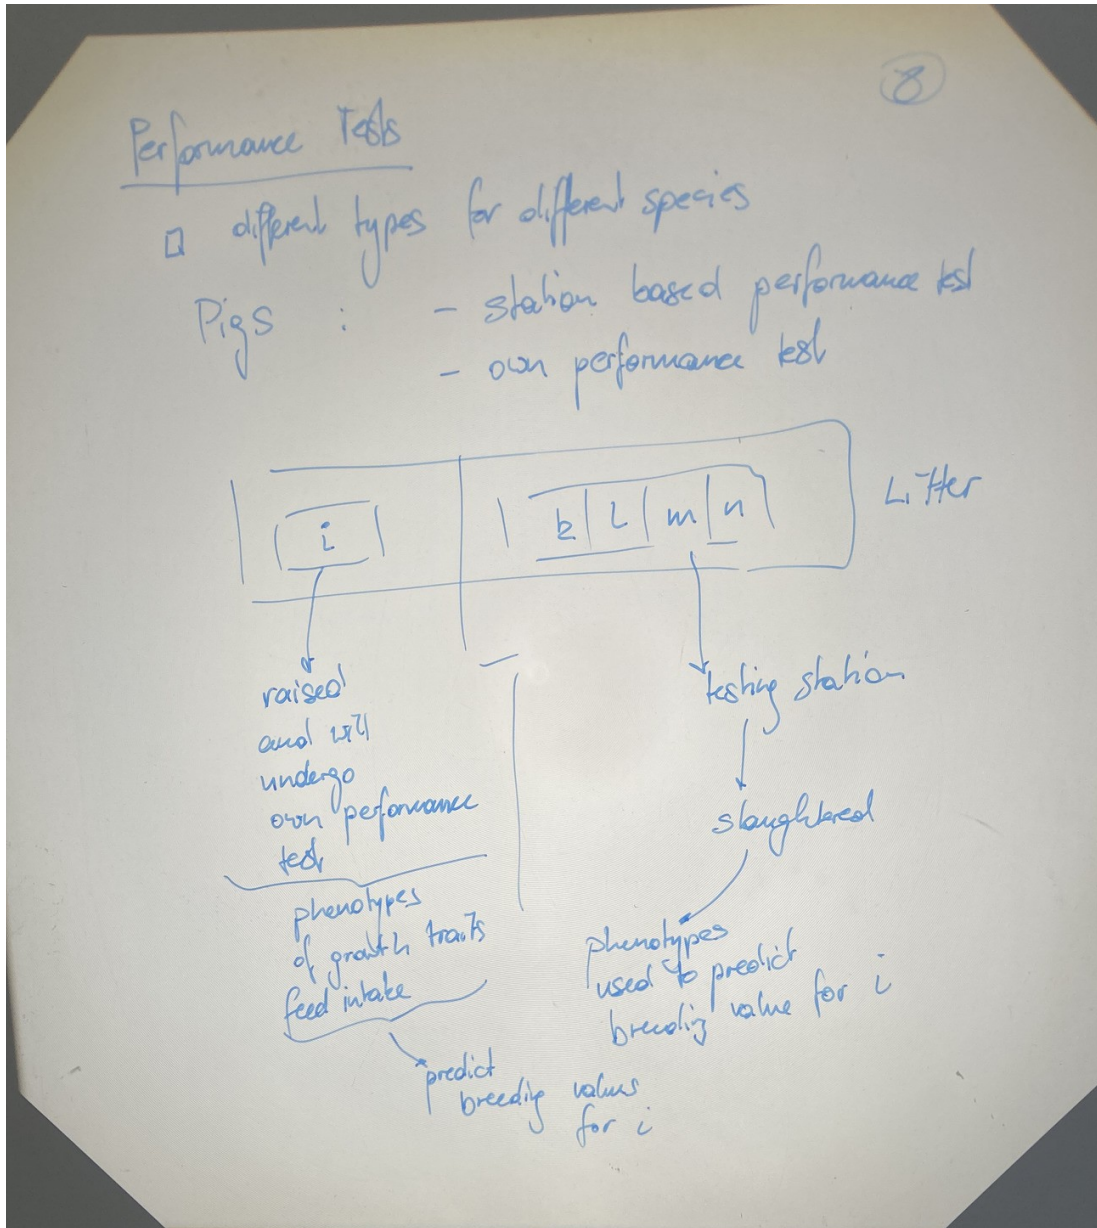 8
Performance Tests
different types for different species
Pigs : - station based performance test
- own performance test
i k l m n Litter
raised
and will
undergo
own performance
test
phenotypes
of growth traits
feed intake
predict
breeding values
for i
testing station
slaughtered
phenotypes
used to predict
breeding value for i